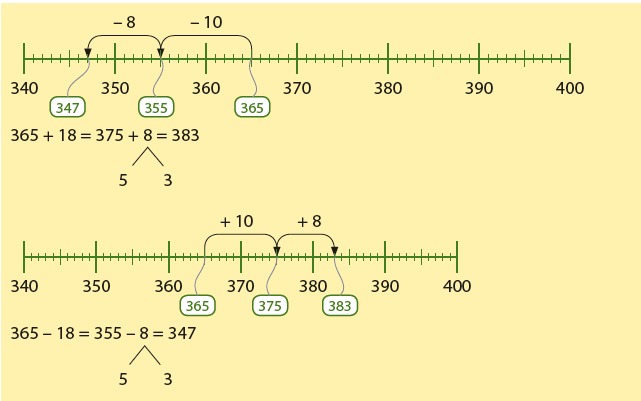 – 8 – 10
340 350 360 370 380 390 400
347 355 365
365 + 18 = 375 + 8 = 383
5 3
+ 10 + 8
340 350 360 370 380 390 400
365 375 383
365 – 18 = 355 – 8 = 347
5 3